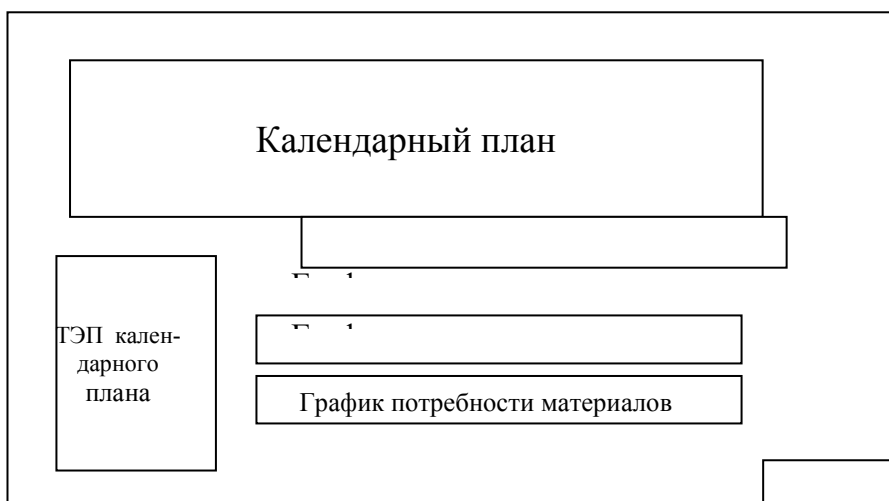 Календарный план
ТЭП кален-
дарного
плана
График потребности материалов